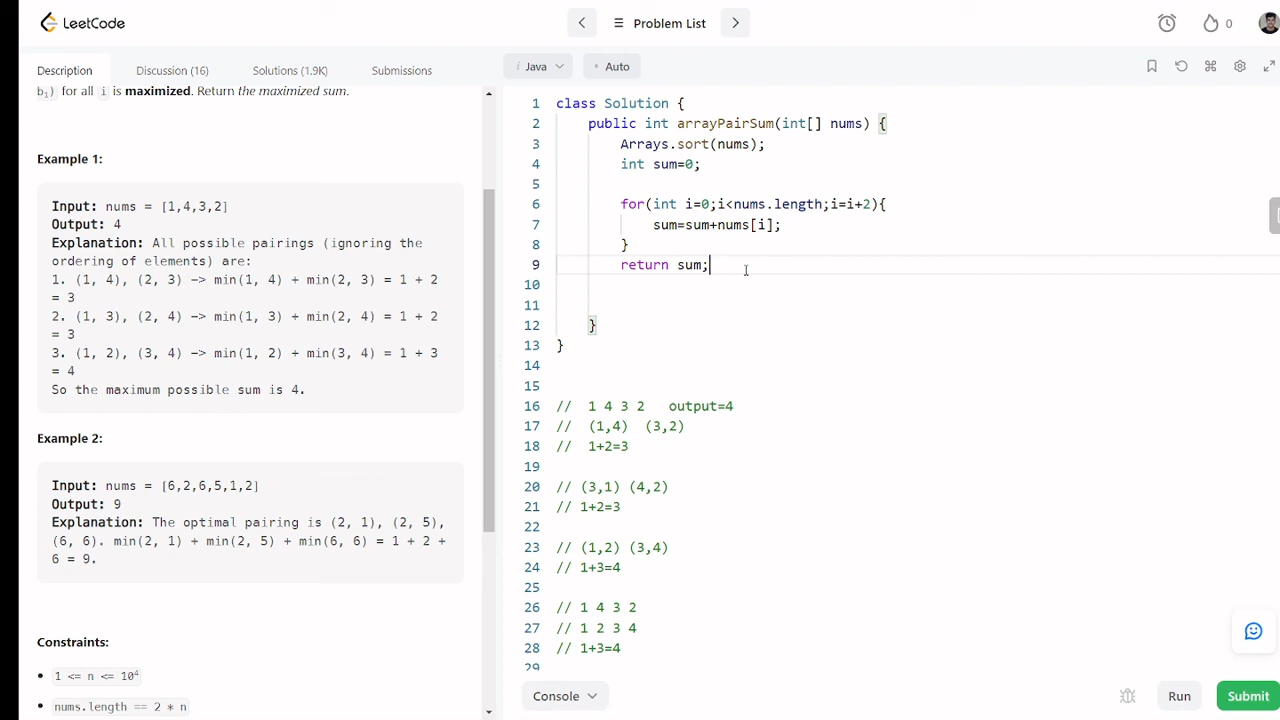 LeetCode
Problem List
0
Description
Discussion (16)
Solutions (1.9K)
Submissions
i Java
Auto
bᵢ) for all i is maximized. Return the maximized sum.
Example 1:
Input: nums = [1,4,3,2]
Output: 4
Explanation: All possible pairings (ignoring the
ordering of elements) are:
1. (1, 4), (2, 3) -> min(1, 4) + min(2, 3) = 1 + 2
= 3
2. (1, 3), (2, 4) -> min(1, 3) + min(2, 4) = 1 + 2
= 3
3. (1, 2), (3, 4) -> min(1, 2) + min(3, 4) = 1 + 3
= 4
So the maximum possible sum is 4.
Example 2:
Input: nums = [6,2,6,5,1,2]
Output: 9
Explanation: The optimal pairing is (2, 1), (2, 5),
(6, 6). min(2, 1) + min(2, 5) + min(6, 6) = 1 + 2 +
6 = 9.
Constraints:
1 <= n <= 10⁴
nums.length == 2 * n
1 class Solution {
2 public int arrayPairSum(int[] nums) {
3 Arrays.sort(nums);
4 int sum=0;
5
6 for(int i=0;i<nums.length;i=i+2){
7 sum=sum+nums[i];
8 }
9 return sum;
10
11
12 }
13 }
14
15
16 // 1 4 3 2 output=4
17 // (1,4) (3,2)
18 // 1+2=3
19
20 // (3,1) (4,2)
21 // 1+2=3
22
23 // (1,2) (3,4)
24 // 1+3=4
25
26 // 1 4 3 2
27 // 1 2 3 4
28 // 1+3=4
29
Console
Run
Submit